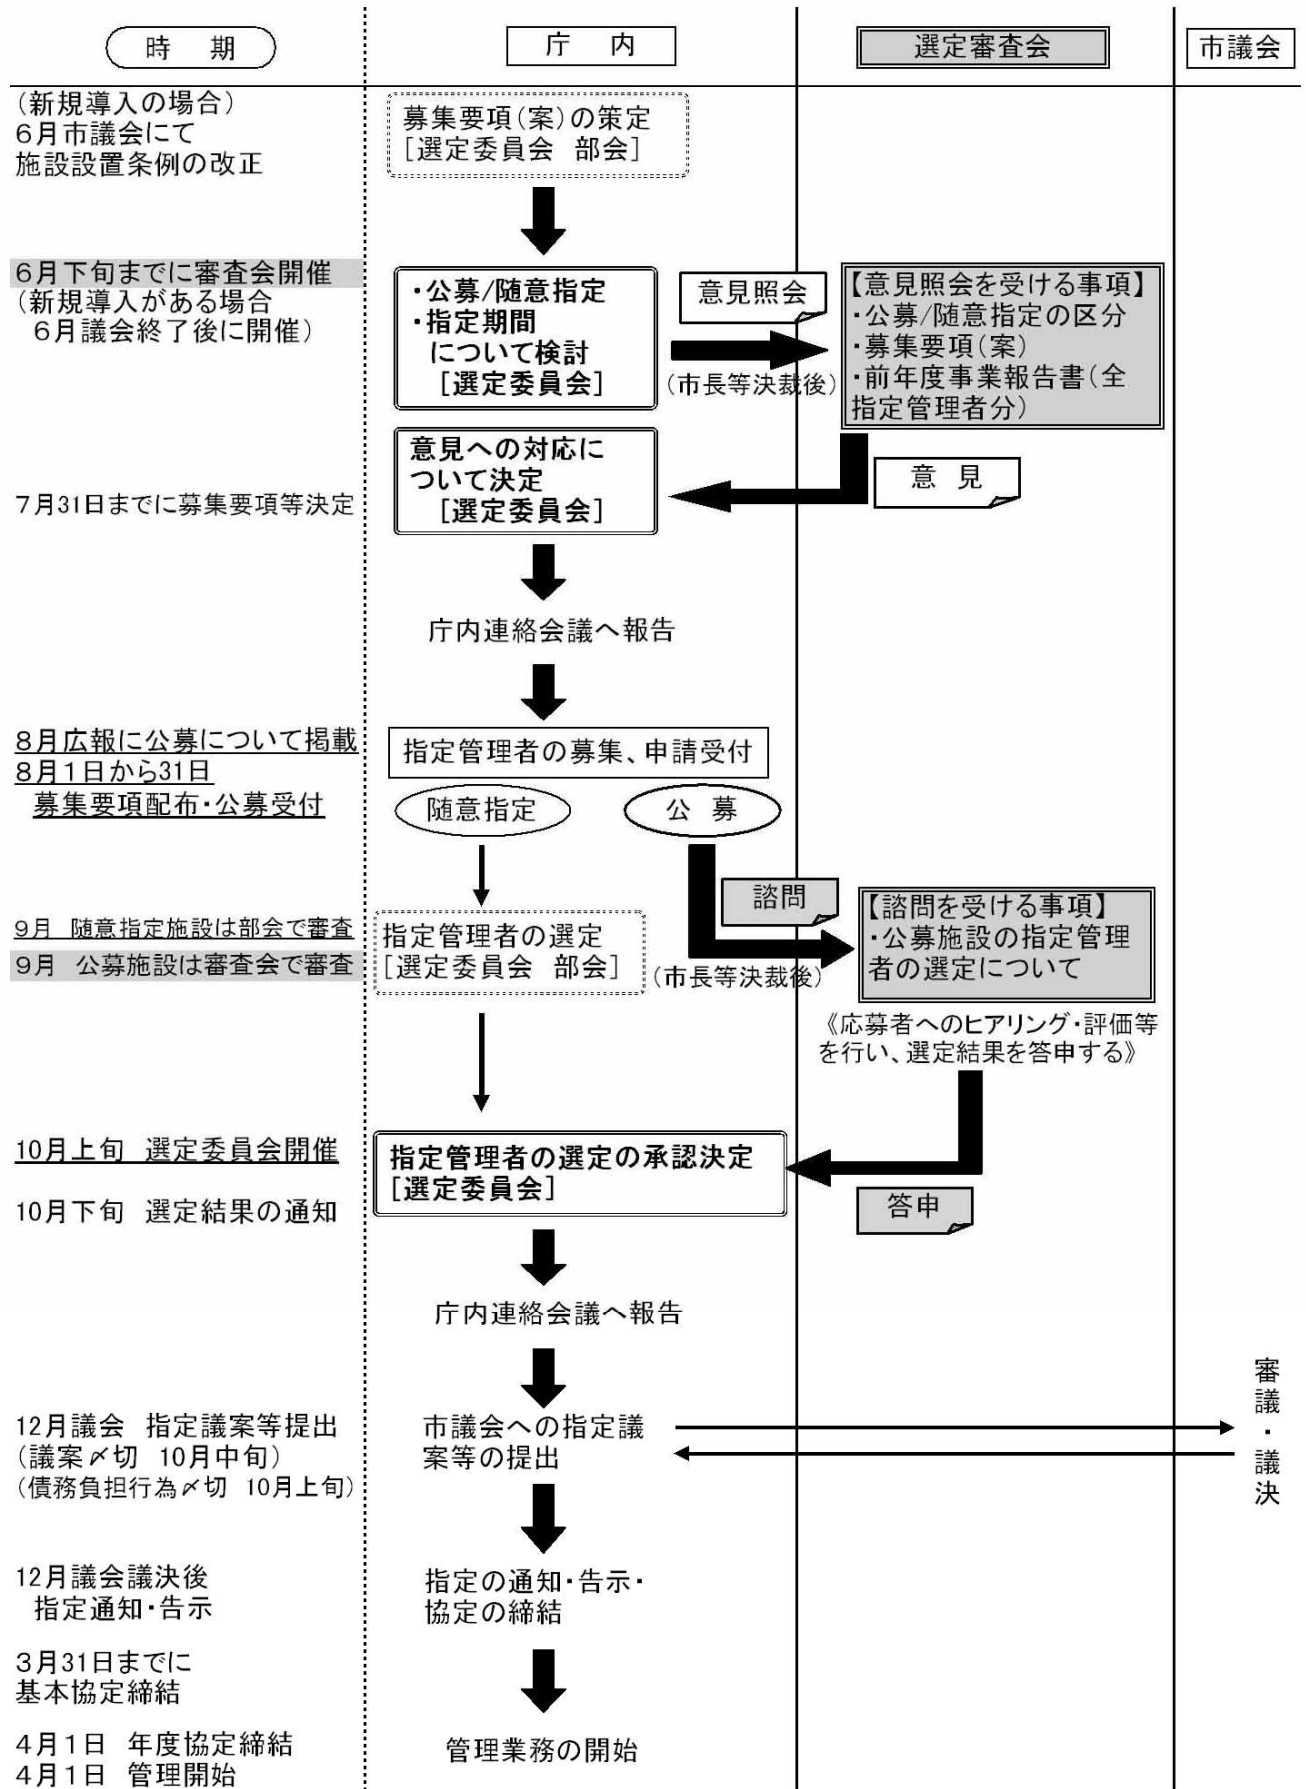 時　期
庁　内
選定審査会
市議会
(新規導入の場合)
6月市議会にて
施設設置条例の改正
募集要項(案)の策定
[選定委員会　部会]
6月下旬までに審査会開催
(新規導入がある場合
6月議会終了後に開催)
・公募/随意指定
・指定期間
について検討
[選定委員会]
意見照会
(市長等決裁後)
【意見照会を受ける事項】
・公募/随意指定の区分
・募集要項(案)
・前年度事業報告書(全
指定管理者分)
7月31日までに募集要項等決定
意見への対応に
ついて決定
[選定委員会]
意　見
庁内連絡会議へ報告
8月広報に公募について掲載
8月1日から31日
募集要項配布・公募受付
指定管理者の募集、申請受付
随意指定
公　募
9月　随意指定施設は部会で審査
9月　公募施設は審査会で審査
指定管理者の選定
[選定委員会　部会]
諮問
(市長等決裁後)
【諮問を受ける事項】
・公募施設の指定管理
者の選定について
《応募者へのヒアリング・評価等
を行い、選定結果を答申する》
10月上旬　選定委員会開催
10月下旬　選定結果の通知
指定管理者の選定の承認決定
[選定委員会]
答申
庁内連絡会議へ報告
12月議会　指定議案等提出
(議案〆切　10月中旬)
(債務負担行為〆切　10月上旬)
市議会への指定議
案等の提出
審議・議決
12月議会議決後
指定通知・告示
指定の通知・告示・
協定の締結
3月31日までに
基本協定締結
4月1日　年度協定締結
4月1日　管理開始
管理業務の開始